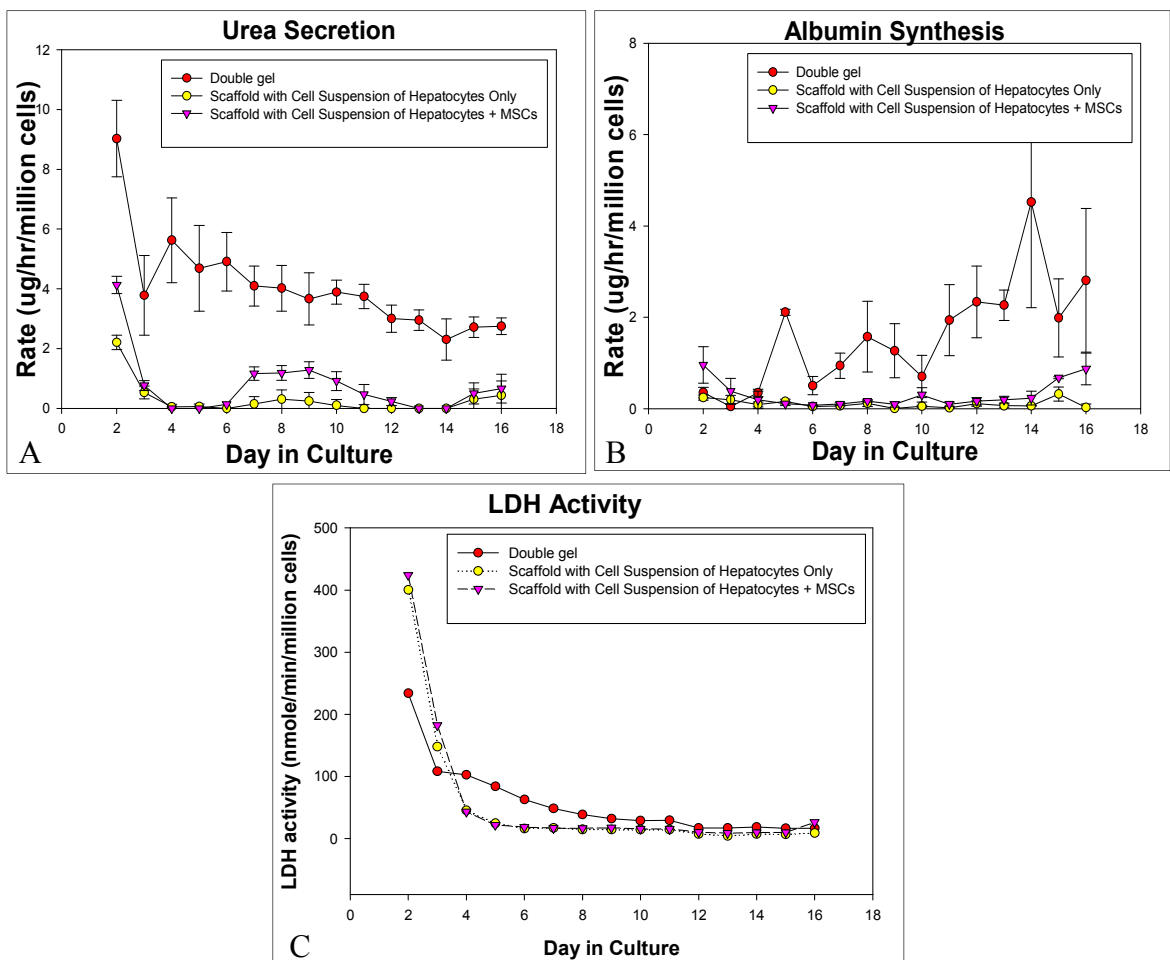 Urea Secretion
12
10
8
6
4
2
0
Rate (ug/hr/million cells)
Double gel
Scaffold with Cell Suspension of Hepatocytes Only
Scaffold with Cell Suspension of Hepatocytes + MSCs
0 2 4 6 8 10 12 14 16 18
Day in Culture
A
Albumin Synthesis
8
6
4
2
0
Rate (ug/hr/million cells)
Double gel
Scaffold with Cell Suspension of Hepatocytes Only
Scaffold with Cell Suspension of Hepatocytes + MSCs
0 2 4 6 8 10 12 14 16 18
Day in Culture
B
LDH Activity
500
400
300
200
100
0
LDH activity (nmole/min/million cells)
Double gel
Scaffold with Cell Suspension of Hepatocytes Only
Scaffold with Cell Suspension of Hepatocytes + MSCs
0 2 4 6 8 10 12 14 16 18
Day in Culture
C